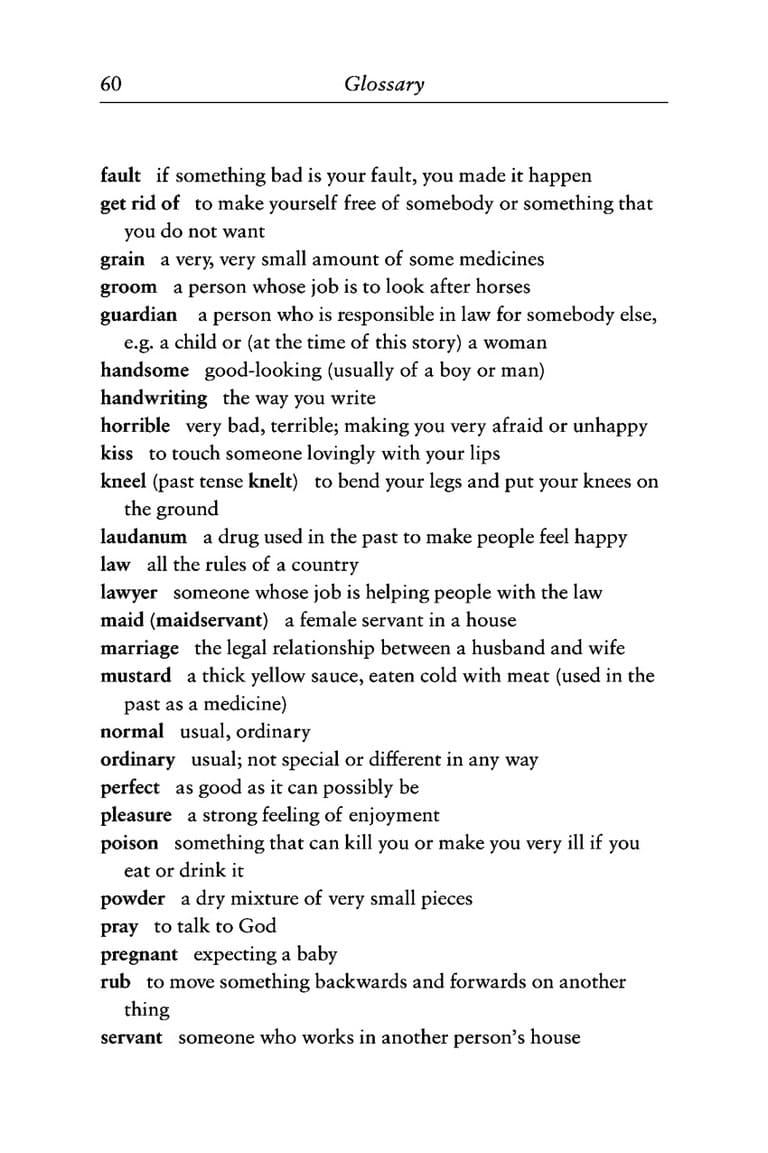 60 Glossary
fault if something bad is your fault, you made it happen
get rid of to make yourself free of somebody or something that
you do not want
grain a very, very small amount of some medicines
groom a person whose job is to look after horses
guardian a person who is responsible in law for somebody else,
e.g. a child or (at the time of this story) a woman
handsome good-looking (usually of a boy or man)
handwriting the way you write
horrible very bad, terrible; making you very afraid or unhappy
kiss to touch someone lovingly with your lips
kneel (past tense knelt) to bend your legs and put your knees on
the ground
laudanum a drug used in the past to make people feel happy
law all the rules of a country
lawyer someone whose job is helping people with the law
maid (maidservant) a female servant in a house
marriage the legal relationship between a husband and wife
mustard a thick yellow sauce, eaten cold with meat (used in the
past as a medicine)
normal usual, ordinary
ordinary usual; not special or different in any way
perfect as good as it can possibly be
pleasure a strong feeling of enjoyment
poison something that can kill you or make you very ill if you
eat or drink it
powder a dry mixture of very small pieces
pray to talk to God
pregnant expecting a baby
rub to move something backwards and forwards on another
thing
servant someone who works in another person's house